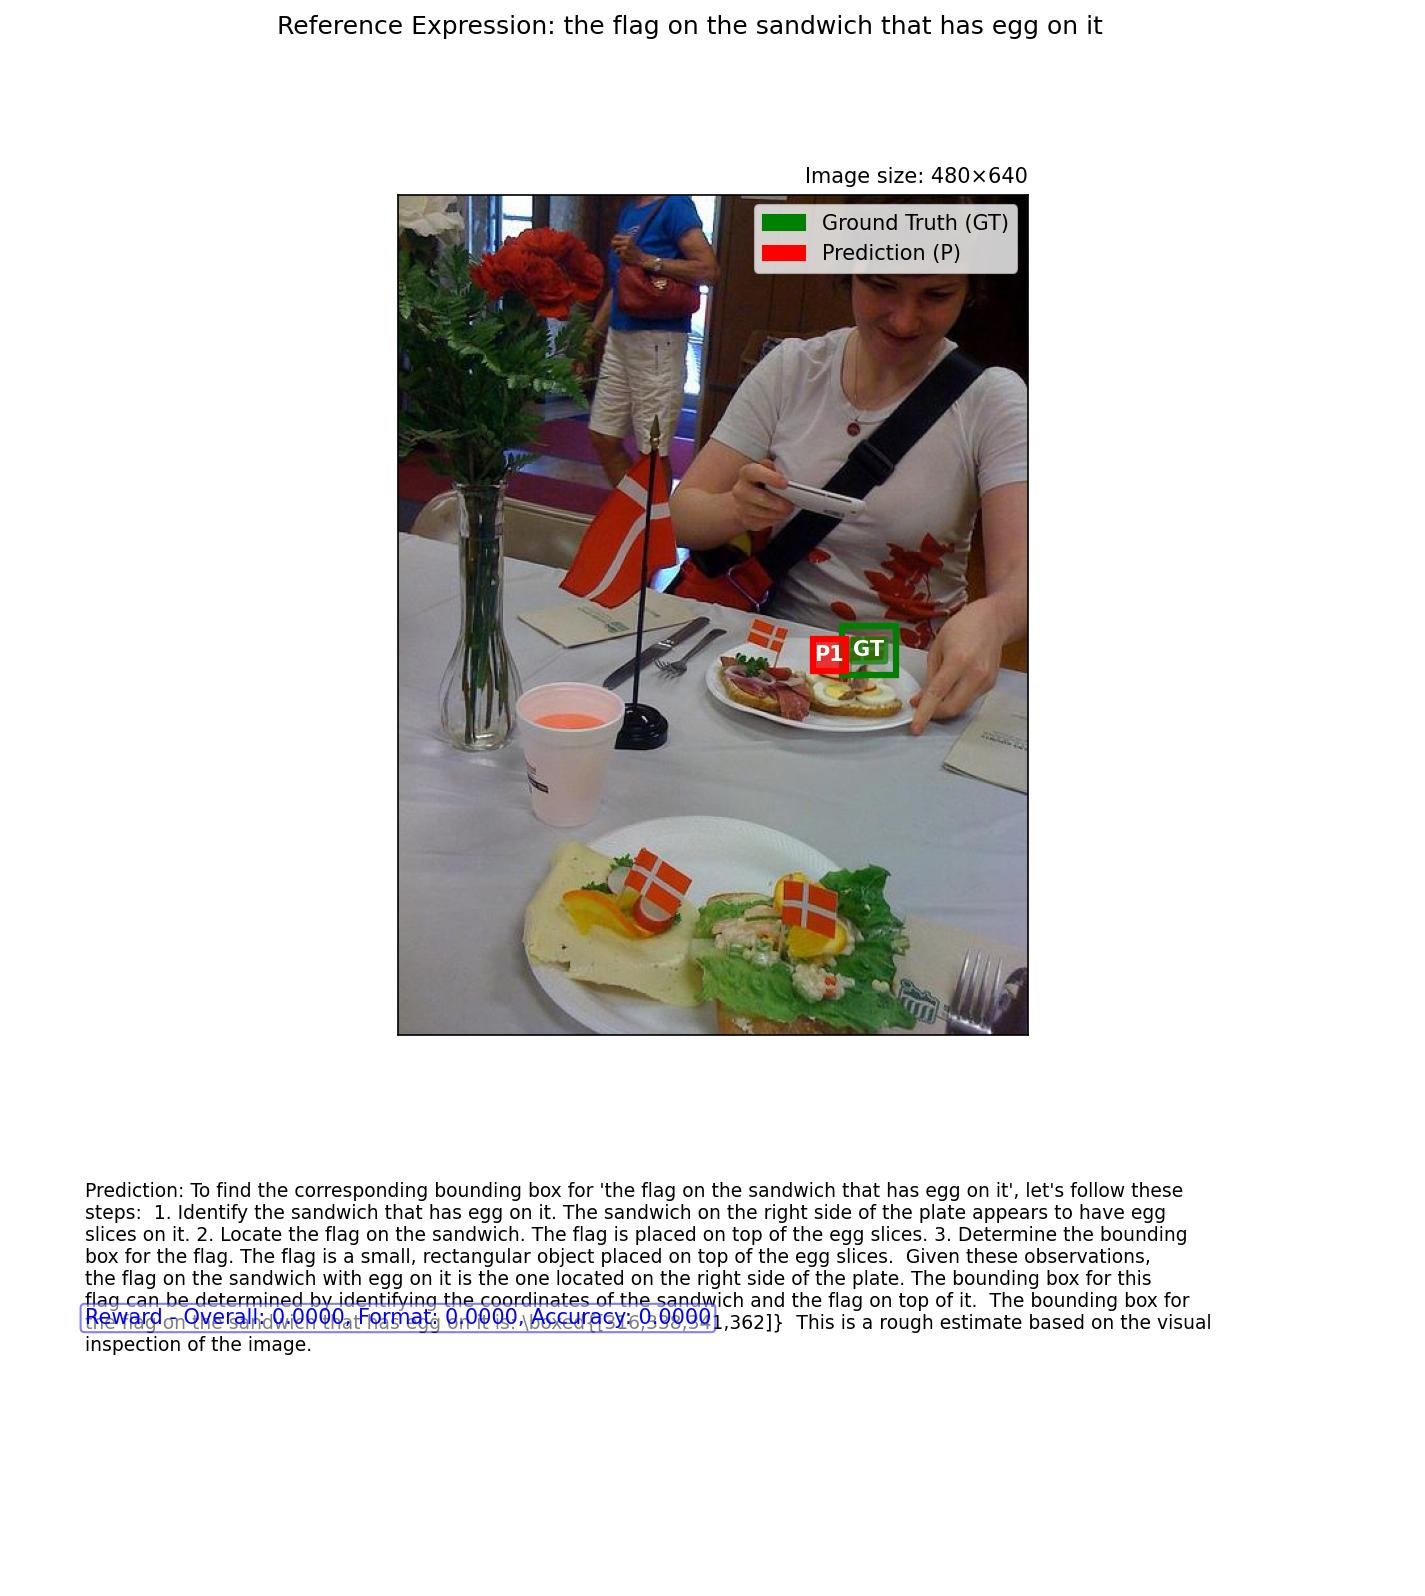 Reference Expression: the flag on the sandwich that has egg on it
Image size: 480×640
Ground Truth (GT)
Prediction (P)
P1
GT
Prediction: To find the corresponding bounding box for 'the flag on the sandwich that has egg on it', let's follow these
steps:  1. Identify the sandwich that has egg on it. The sandwich on the right side of the plate appears to have egg
slices on it. 2. Locate the flag on the sandwich. The flag is placed on top of the egg slices. 3. Determine the bounding
box for the flag. The flag is a small, rectangular object placed on top of the egg slices.  Given these observations,
the flag on the sandwich with egg on it is the one located on the right side of the plate. The bounding box for this
flag can be determined by identifying the coordinates of the sandwich and the flag on top of it.  The bounding box for
Reward - Overall: 0.0000, Format: 0.0000, Accuracy: 0.0000
the flag on the sandwich that has egg on it is: \boxed{[316,338,341,362]}  This is a rough estimate based on the visual
inspection of the image.